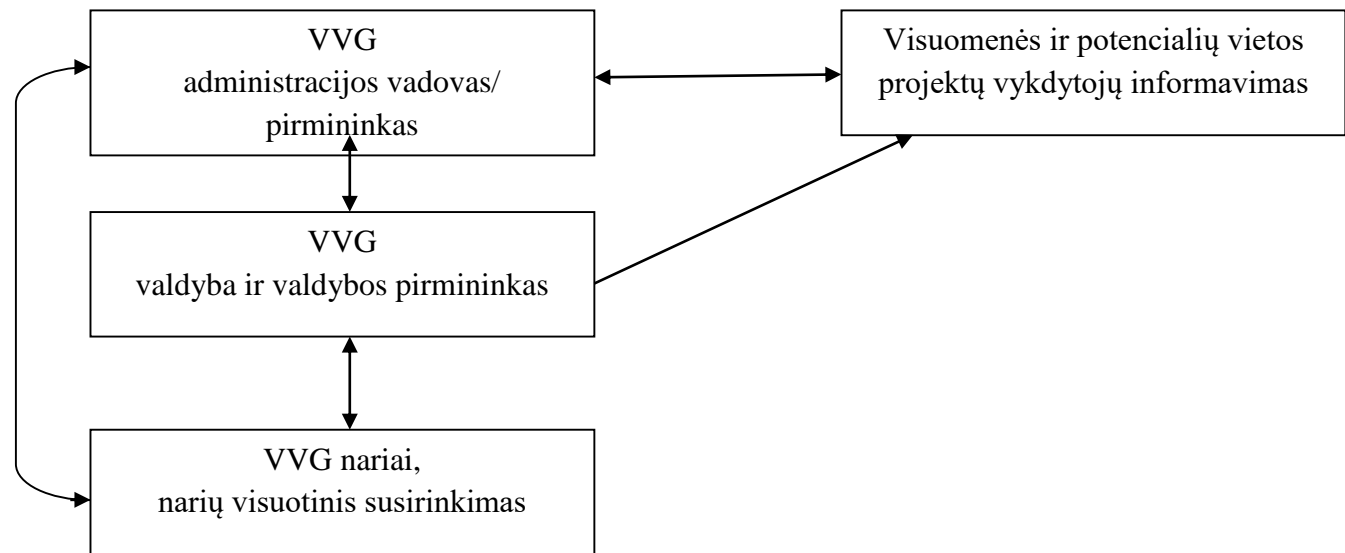 VVG
administracijos vadovas/
pirmininkas
Visuomenės ir potencialių vietos
projektų vykdytojų informavimas
VVG
valdyba ir valdybos pirmininkas
VVG nariai,
narių visuotinis susirinkimas